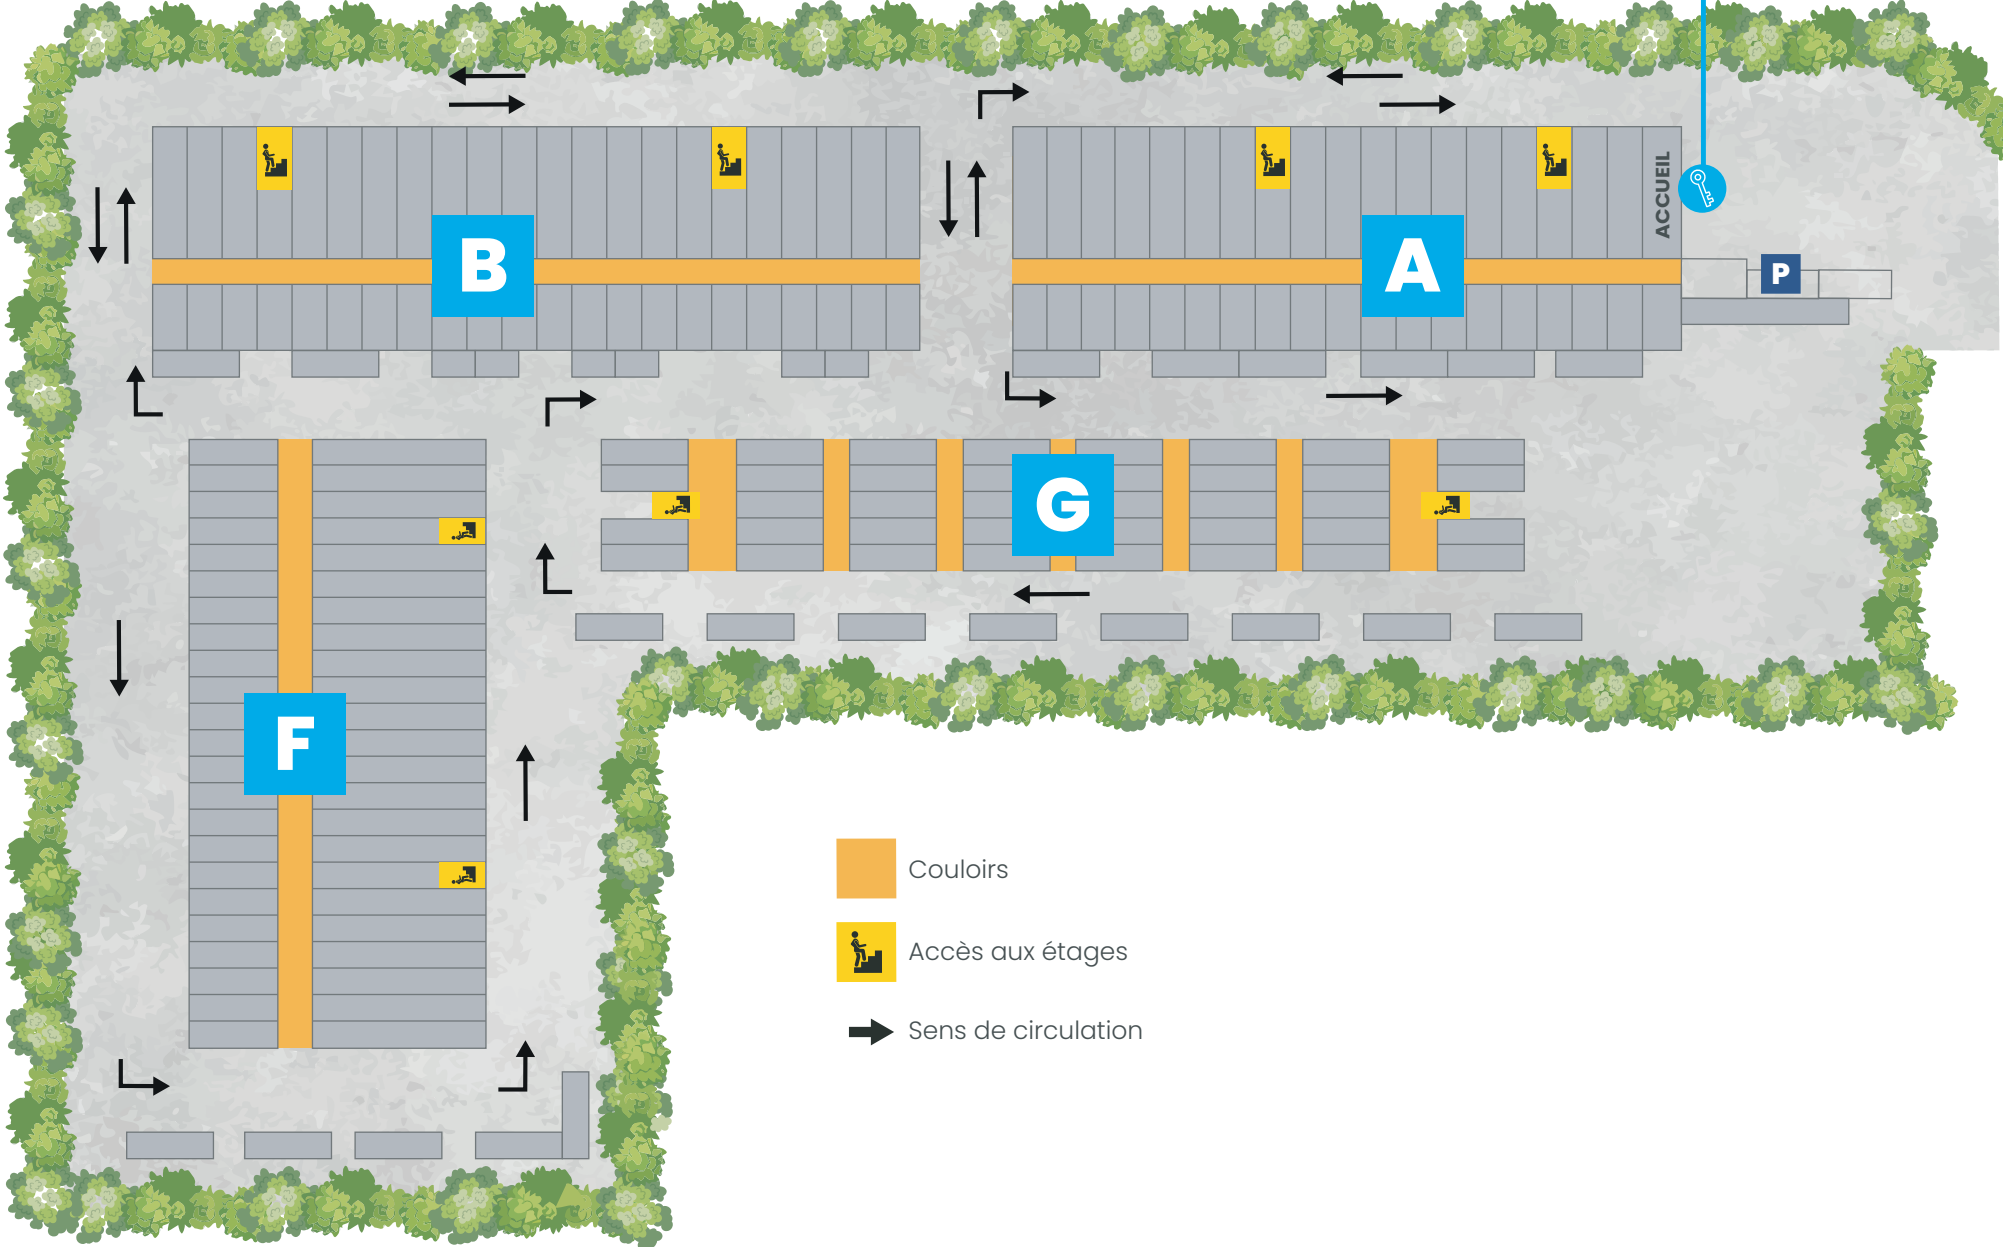 ACCUEIL
B
A
P
G
F
Couloirs
Accès aux étages
Sens de circulation